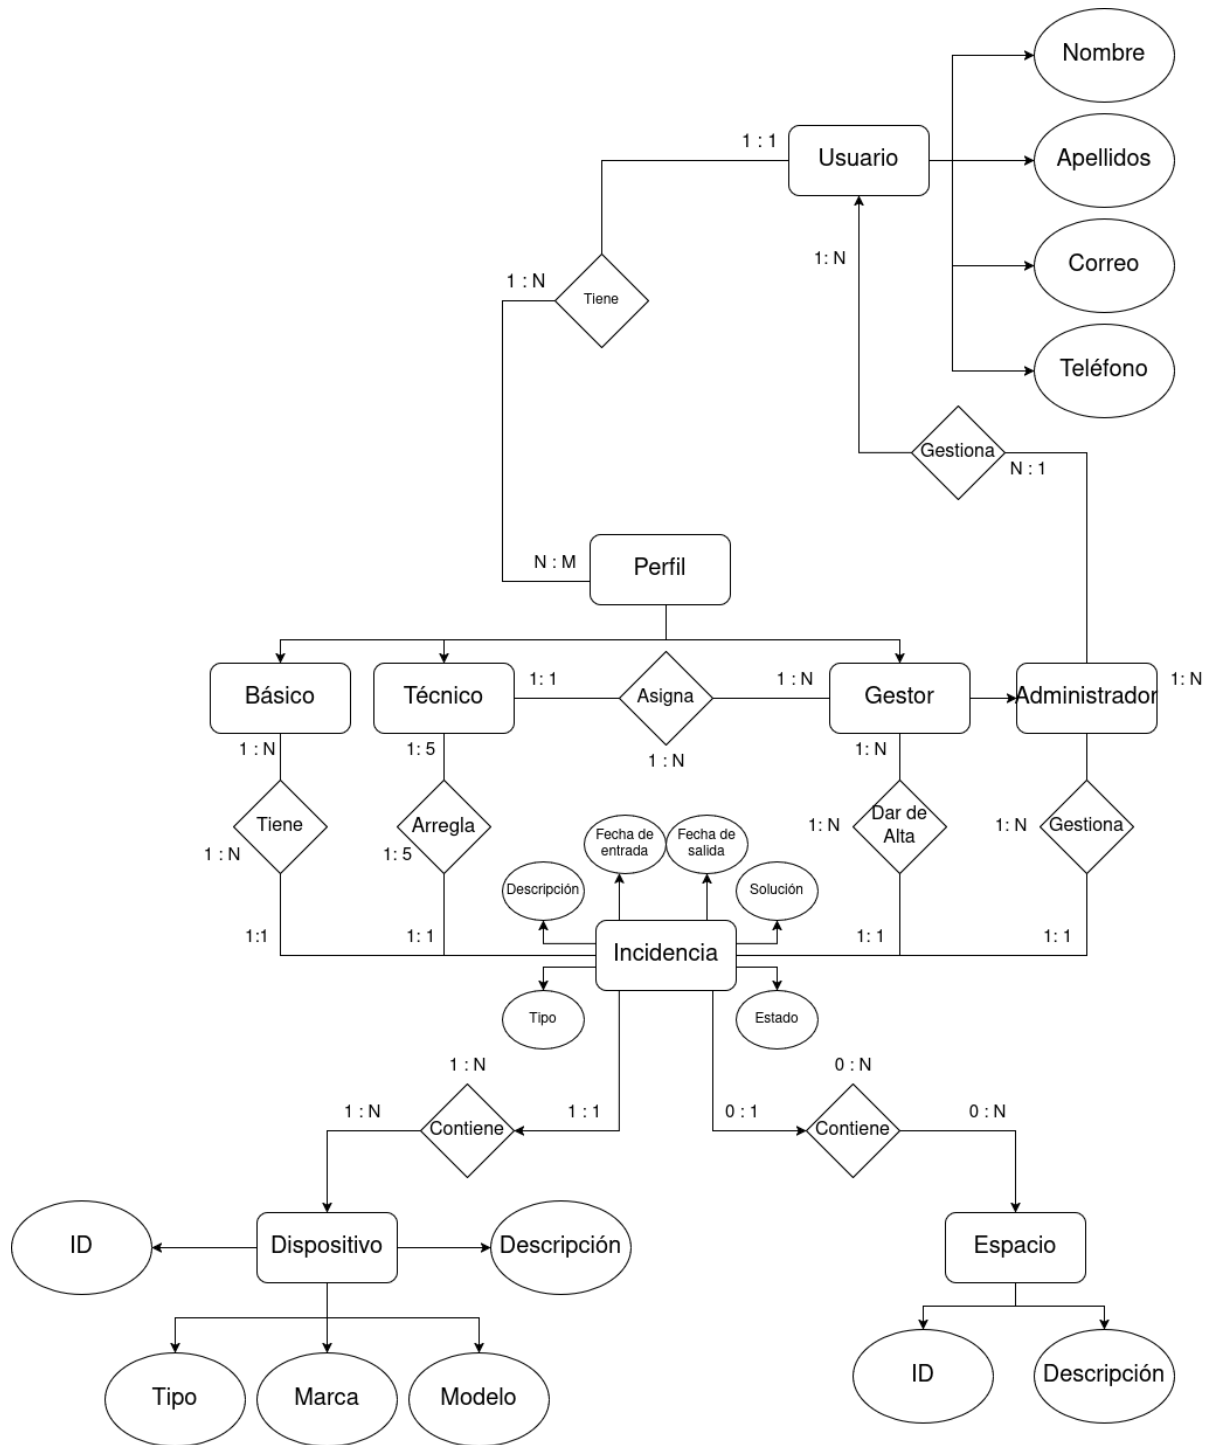 Nombre
1 : 1
Usuario
Apellidos
1: N
Correo
1 : N
Tiene
Teléfono
Gestiona
N : 1
N : M
Perfil
Básico
Técnico
1: 1
Asigna
1 : N
Gestor
Administrador
1: N
1 : N
1: 5
1 : N
1: N
Tiene
1 : N
Arregla
1: 5
Fecha de
entrada
Fecha de
salida
1: N
Dar de
Alta
1: N
Gestiona
Descripción
Solución
1:1
1: 1
Incidencia
1: 1
1: 1
Tipo
Estado
1 : N
0 : N
1 : N
Contiene
1 : 1
0 : 1
Contiene
0 : N
ID
Dispositivo
Descripción
Espacio
Tipo
Marca
Modelo
ID
Descripción